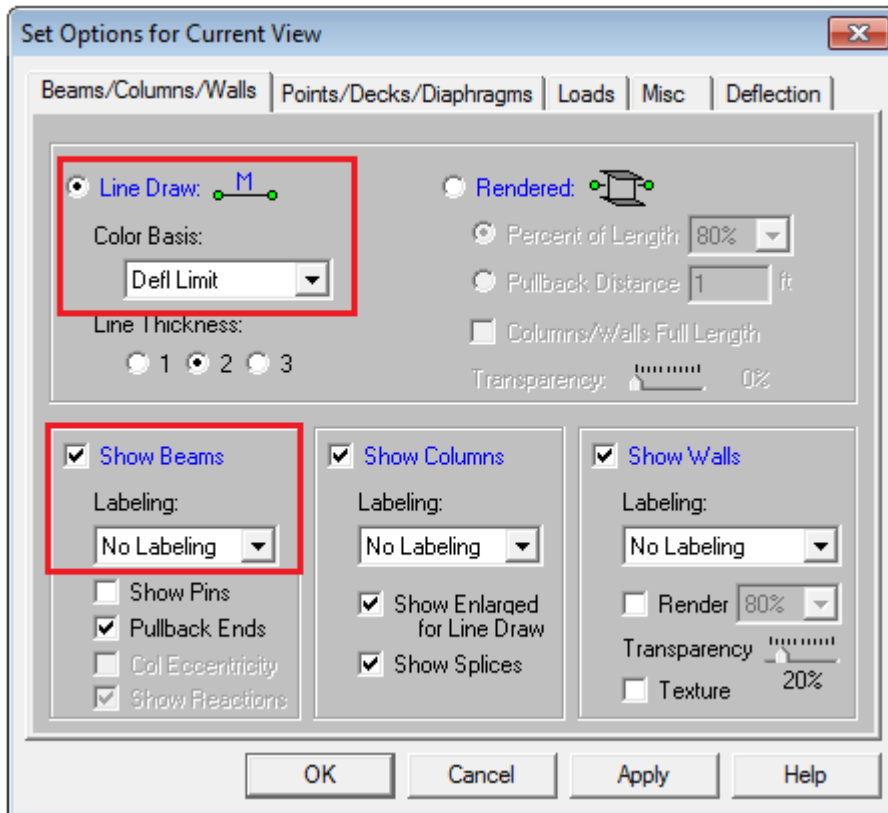 Set Options for Current View
Beams/Columns/Walls Points/Decks/Diaphragms Loads Misc Deflection
Line Draw: M
Color Basis:
Defl Limit
Line Thickness:
1 2 3
Rendered:
Percent of Length 80%
Pullback Distance 1 ft
Columns/Walls Full Length
Transparency: 0%
Show Beams
Labeling:
No Labeling
Show Pins
Pullback Ends
Col Eccentricity
Show Reactions
Show Columns
Labeling:
No Labeling
Show Enlarged
for Line Draw
Show Splices
Show Walls
Labeling:
No Labeling
Render 80%
Transparency
20%
Texture
OK Cancel Apply Help